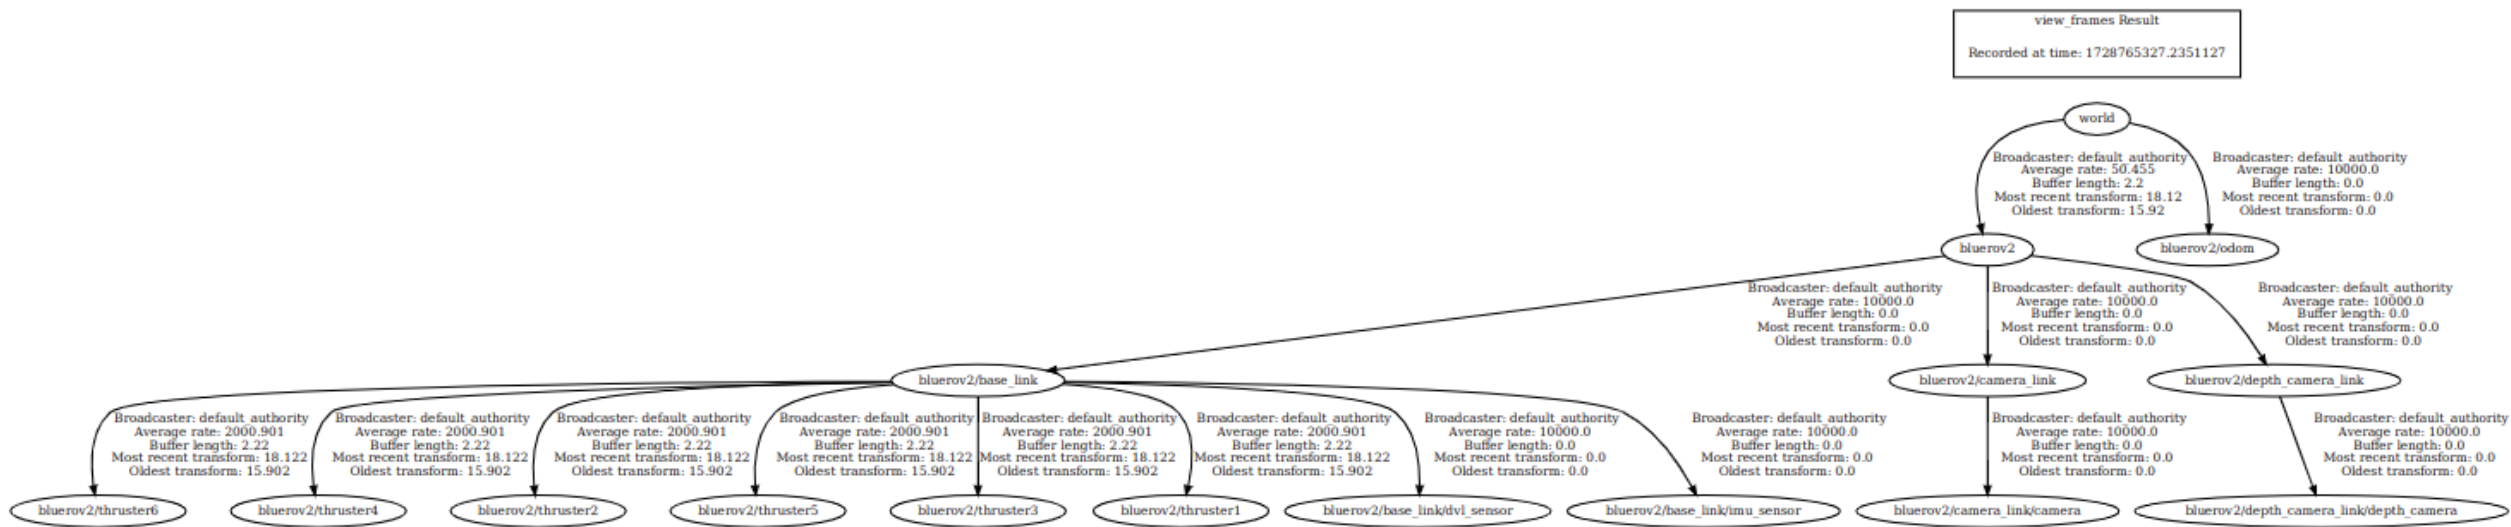 view_frames Result
Recorded at time: 1728765327.2351127
world
Broadcaster: default_authority
Average rate: 50.455
Buffer length: 2.2
Most recent transform: 18.12
Oldest transform: 15.92
Broadcaster: default_authority
Average rate: 10000.0
Buffer length: 0.0
Most recent transform: 0.0
Oldest transform: 0.0
bluerov2
bluerov2/odom
Broadcaster: default_authority
Average rate: 10000.0
Buffer length: 0.0
Most recent transform: 0.0
Oldest transform: 0.0
Broadcaster: default_authority
Average rate: 10000.0
Buffer length: 0.0
Most recent transform: 0.0
Oldest transform: 0.0
Broadcaster: default_authority
Average rate: 10000.0
Buffer length: 0.0
Most recent transform: 0.0
Oldest transform: 0.0
bluerov2/base_link
bluerov2/camera_link
bluerov2/depth_camera_link
Broadcaster: default_authority
Average rate: 2000.901
Buffer length: 2.22
Most recent transform: 18.122
Oldest transform: 15.902
Broadcaster: default_authority
Average rate: 2000.901
Buffer length: 2.22
Most recent transform: 18.122
Oldest transform: 15.902
Broadcaster: default_authority
Average rate: 2000.901
Buffer length: 2.22
Most recent transform: 18.122
Oldest transform: 15.902
Broadcaster: default_authority
Average rate: 2000.901
Buffer length: 2.22
Most recent transform: 18.122
Oldest transform: 15.902
Broadcaster: default_authority
Average rate: 2000.901
Buffer length: 2.22
Most recent transform: 18.122
Oldest transform: 15.902
Broadcaster: default_authority
Average rate: 2000.901
Buffer length: 2.22
Most recent transform: 18.122
Oldest transform: 15.902
Broadcaster: default_authority
Average rate: 10000.0
Buffer length: 0.0
Most recent transform: 0.0
Oldest transform: 0.0
Broadcaster: default_authority
Average rate: 10000.0
Buffer length: 0.0
Most recent transform: 0.0
Oldest transform: 0.0
Broadcaster: default_authority
Average rate: 10000.0
Buffer length: 0.0
Most recent transform: 0.0
Oldest transform: 0.0
Broadcaster: default_authority
Average rate: 10000.0
Buffer length: 0.0
Most recent transform: 0.0
Oldest transform: 0.0
bluerov2/thruster6
bluerov2/thruster4
bluerov2/thruster2
bluerov2/thruster5
bluerov2/thruster3
bluerov2/thruster1
bluerov2/base_link/dvl_sensor
bluerov2/base_link/imu_sensor
bluerov2/camera_link/camera
bluerov2/depth_camera_link/depth_camera